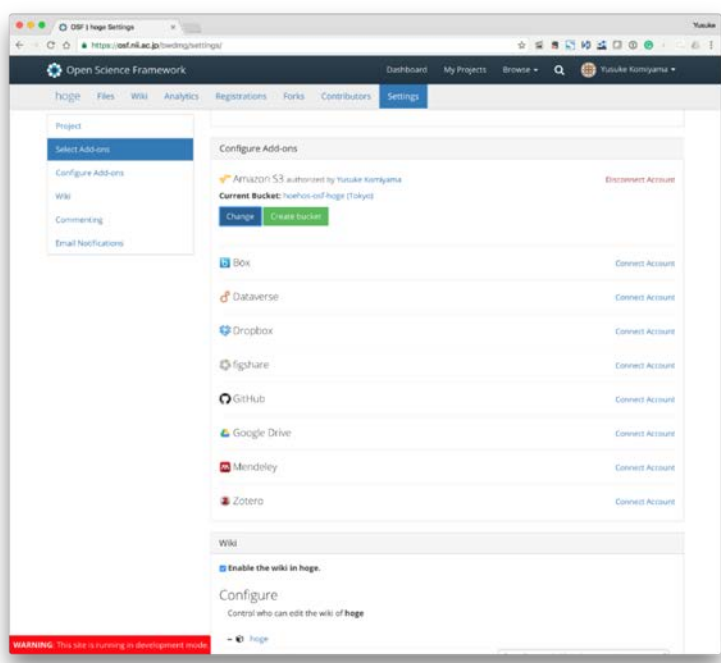 OSF | hoge Settings
Yusuke
https://osf.nii.ac.jp/bwdmg/settings/
Open Science Framework
Dashboard My Projects Browse Yusuke Komiyama
hoge Files Wiki Analytics Registrations Forks Contributors Settings
Project
Select Add-ons
Configure Add-ons
Wiki
Commenting
Email Notifications
Configure Add-ons
Amazon S3 authorized by Yusuke Komiyama Disconnect Account
Current Bucket: (Tokyo)
Change Create bucket
Box Connect Account
Dataverse Connect Account
Dropbox Connect Account
figshare Connect Account
GitHub Connect Account
Google Drive Connect Account
Mendeley Connect Account
Zotero Connect Account
Wiki
Enable the wiki in hoge.
Configure
Control who can edit the wiki of hoge
hoge
WARNING: This site is running in development mode.